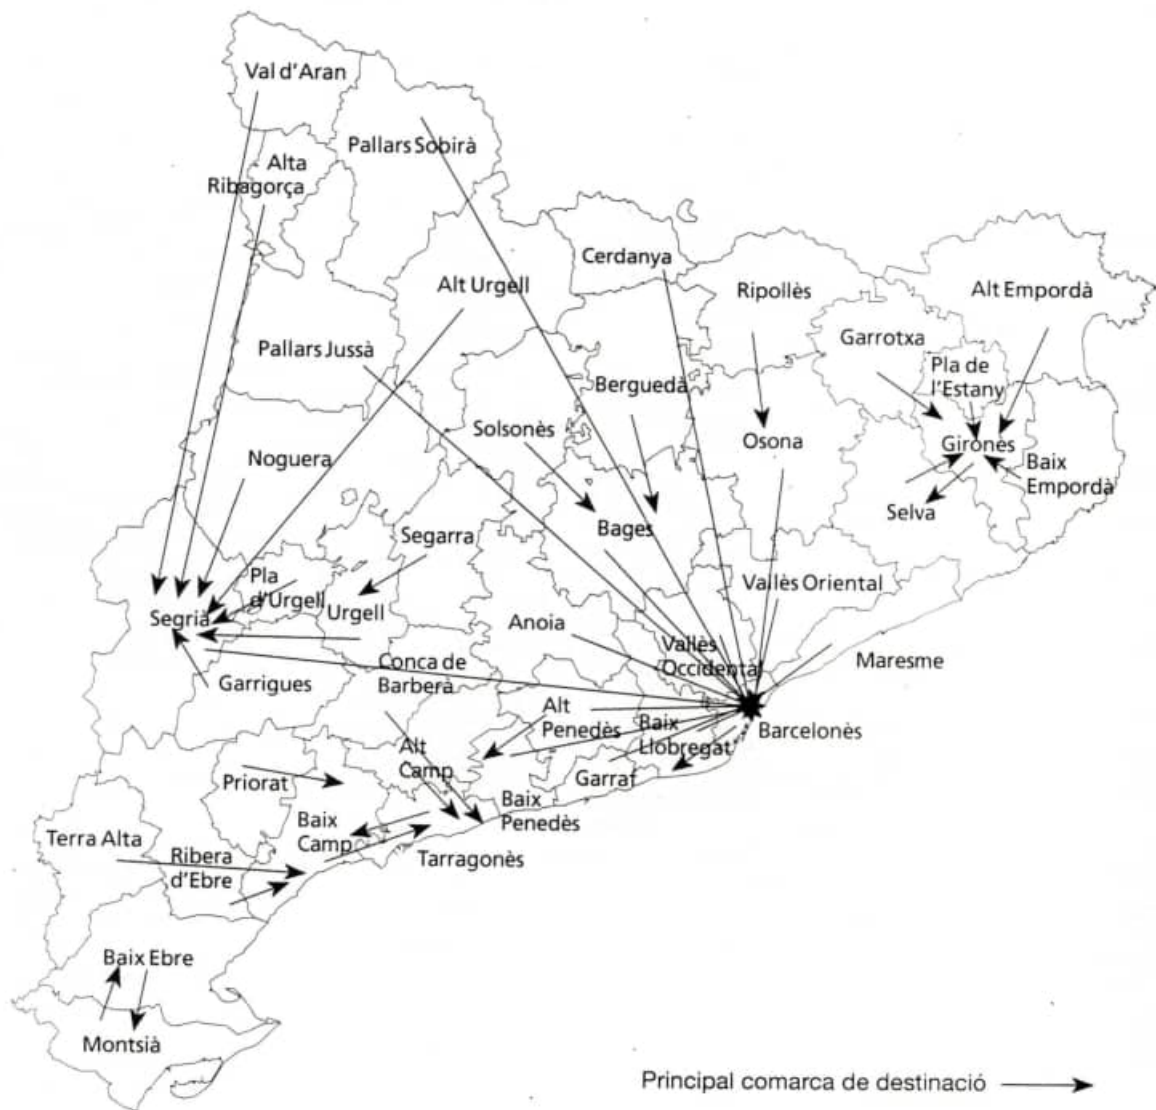 Val d'Aran
Pallars Sobirà
Alta
Ribagorça
Cerdanya
Alt Urgell
Ripollès
Alt Empordà
Garrotxa
Pallars Jussà
Pla de
l'Estany
Berguedà
Solsonès
Osona
Gironès
Noguera
Baix
Empordà
Selva
Bages
Segarra
Pla
d'Urgell
Vallès Oriental
Segrià
Urgell
Anoia
Vallès
Occidental
Maresme
Conca de
Barberà
Garrigues
Alt
Penedès
Baix
Llobregat
Barcelonès
Alt
Camp
Garraf
Priorat
Baix
Penedès
Baix
Camp
Terra Alta
Ribera
d'Ebre
Tarragonès
Baix Ebre
Montsià
Principal comarca de destinació